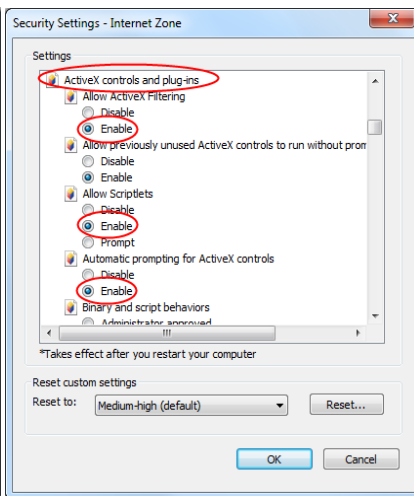 Security Settings - Internet Zone
Settings
ActiveX controls and plug-ins
Allow ActiveX Filtering
Disable
Enable
Allow previously unused ActiveX controls to run without prom
Disable
Enable
Allow Scriptlets
Disable
Enable
Prompt
Automatic prompting for ActiveX controls
Disable
Enable
Binary and script behaviors
Administrator approved
*Takes effect after you restart your computer
Reset custom settings
Reset to: Medium-high (default) Reset...
OK Cancel